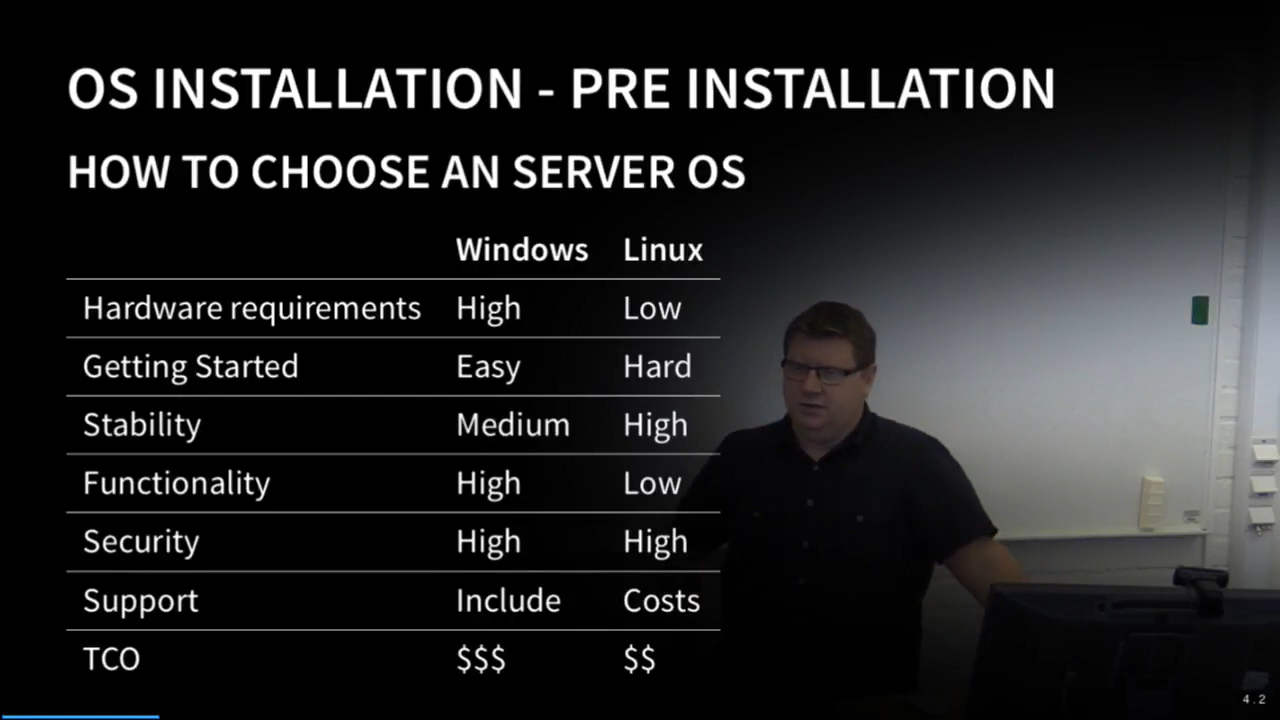 OS INSTALLATION - PRE INSTALLATION
HOW TO CHOOSE AN SERVER OS
Windows Linux
Hardware requirements High Low
Getting Started Easy Hard
Stability Medium High
Functionality High Low
Security High High
Support Include Costs
TCO $$$ $$
4.2